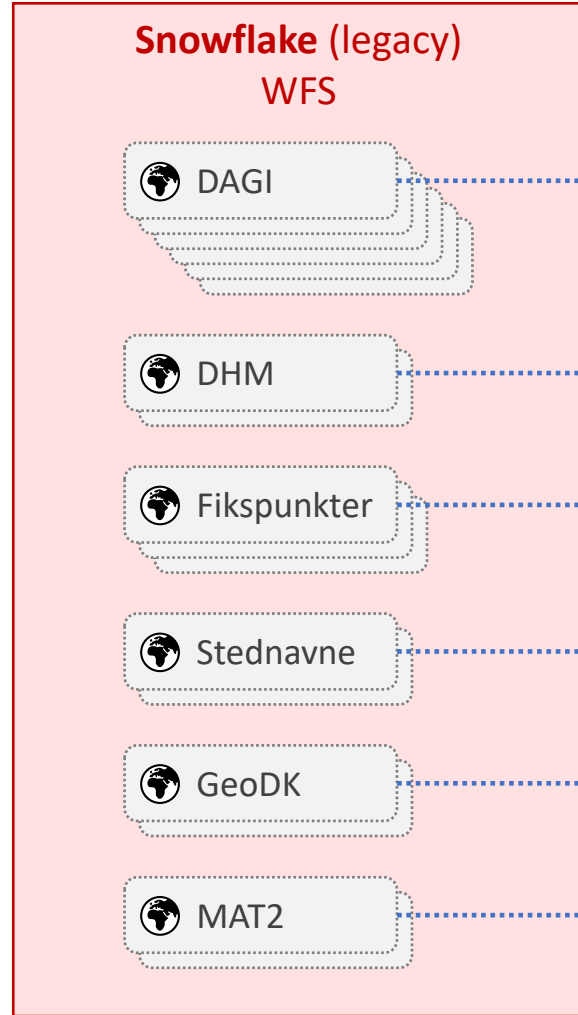 Snowflake (legacy)
WFS
DAGI
DHM
Fikspunkter
Stednavne
GeoDK
MAT2